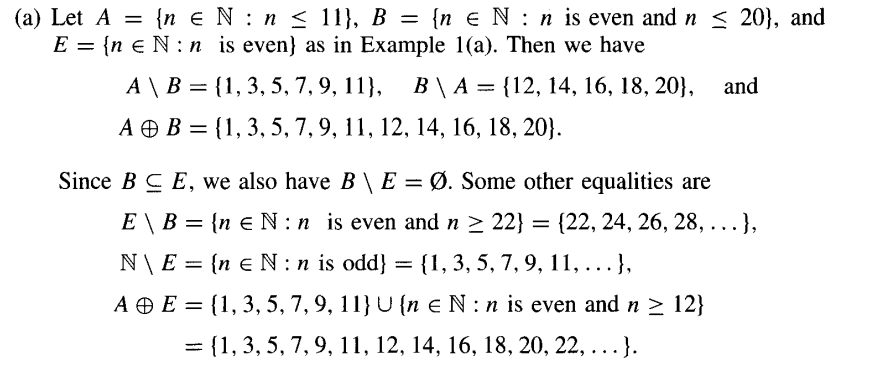 (a) Let A = {n ∈ ℕ : n ≤ 11}, B = {n ∈ ℕ : n is even and n ≤ 20}, and
E = {n ∈ ℕ : n is even} as in Example 1(a). Then we have
A \ B = {1, 3, 5, 7, 9, 11}, B \ A = {12, 14, 16, 18, 20}, and
A ⊕ B = {1, 3, 5, 7, 9, 11, 12, 14, 16, 18, 20}.
Since B ⊆ E, we also have B \ E = Ø. Some other equalities are
E \ B = {n ∈ ℕ : n is even and n ≥ 22} = {22, 24, 26, 28, ...},
ℕ \ E = {n ∈ ℕ : n is odd} = {1, 3, 5, 7, 9, 11, ...},
A ⊕ E = {1, 3, 5, 7, 9, 11} ∪ {n ∈ ℕ : n is even and n ≥ 12}
= {1, 3, 5, 7, 9, 11, 12, 14, 16, 18, 20, 22, ...}.